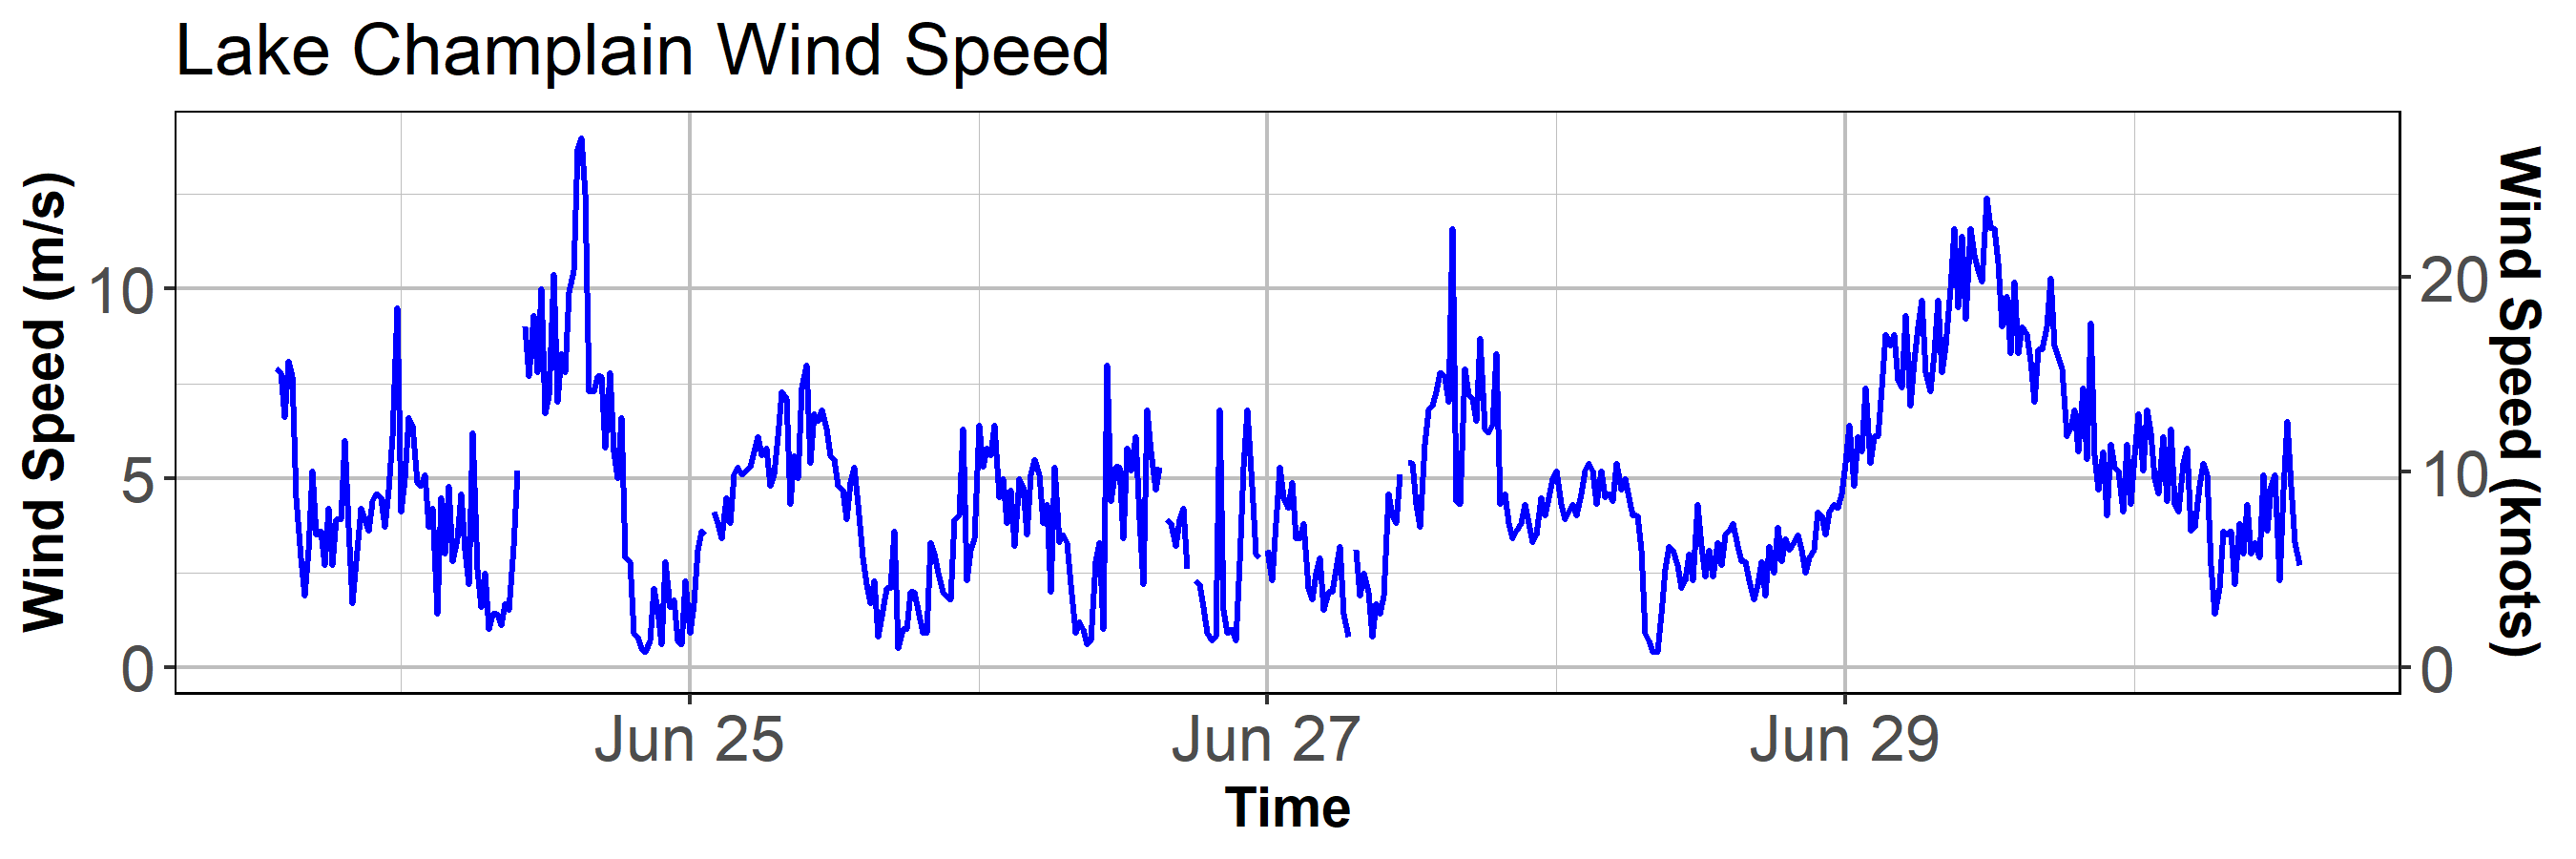 Lake Champlain Wind Speed
Wind Speed (m/s)
10
5
0
20
10
0
Wind Speed (knots)
Jun 25
Jun 27
Jun 29
Time